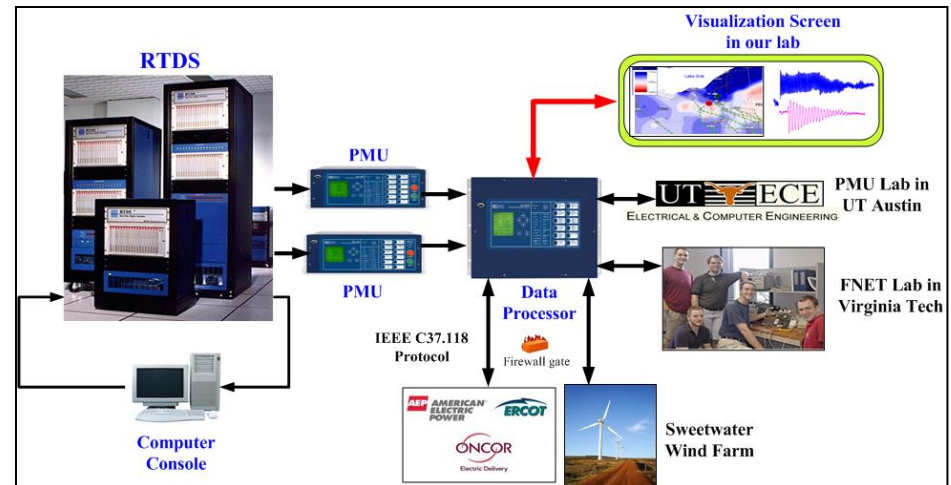 Visualization Screen
in our lab
RTDS
PMU
PMU
Data
Processor
UT ECE
ELECTRICAL & COMPUTER ENGINEERING
PMU Lab in
UT Austin
FNET Lab in
Virginia Tech
IEEE C37.118
Protocol
Firewall gate
AEP AMERICAN®
ELECTRIC
POWER
ERCOT
ONCOR
Electric Delivery
Sweetwater
Wind Farm
Computer
Console